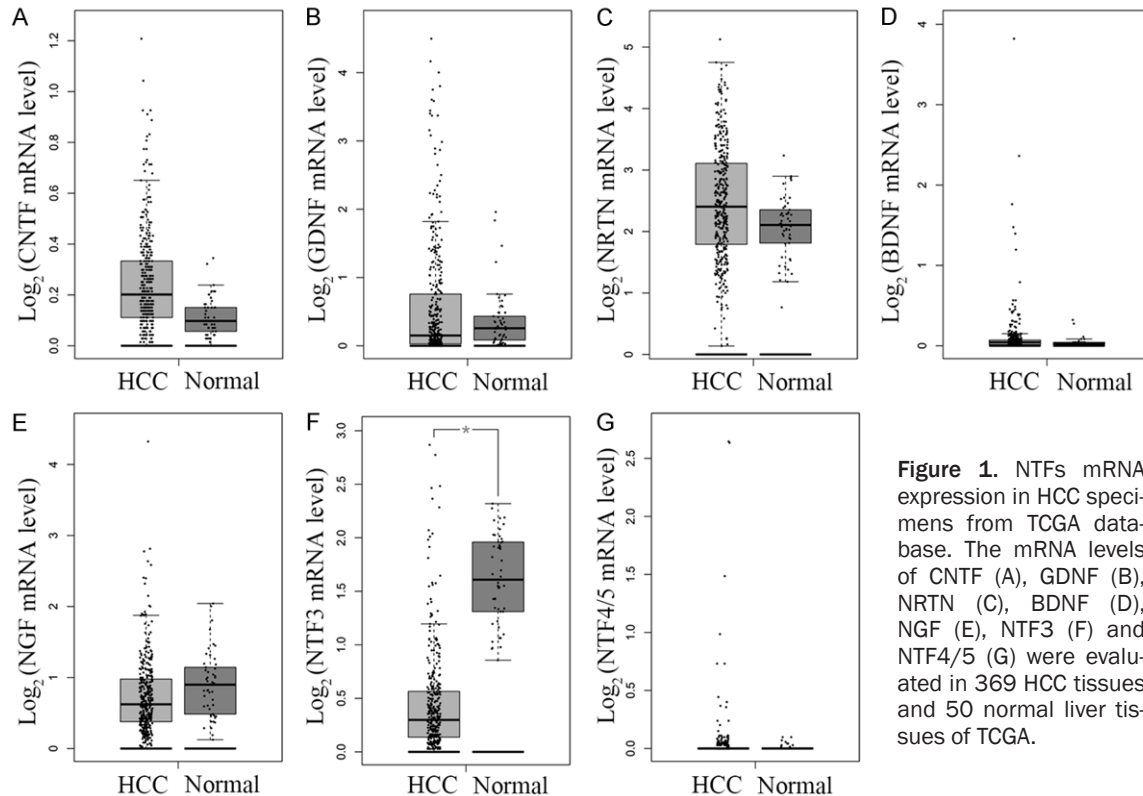 A
Log2 (CNTF mRNA level)
1.2
1.0
0.8
0.6
0.4
0.2
0.0
HCC Normal
B
Log2 (GDNF mRNA level)
4
3
2
1
0
HCC Normal
C
Log2 (NRTN mRNA level)
5
4
3
2
1
0
HCC Normal
D
Log2 (BDNF mRNA level)
4
3
2
1
0
HCC Normal
E
Log2 (NGF mRNA level)
4
3
2
1
0
HCC Normal
F
Log2 (NTF3 mRNA level)
3.0
2.5
2.0
1.5
1.0
0.5
0.0
*
HCC Normal
G
Log2 (NTF4/5 mRNA level)
2.5
2.0
1.5
1.0
0.5
0.0
HCC Normal
Figure 1. NTFs mRNA
expression in HCC speci-
mens from TCGA data-
base. The mRNA levels
of CNTF (A), GDNF (B),
NRTN (C), BDNF (D),
NGF (E), NTF3 (F) and
NTF4/5 (G) were evalu-
ated in 369 HCC tissues
and 50 normal liver tis-
sues of TCGA.